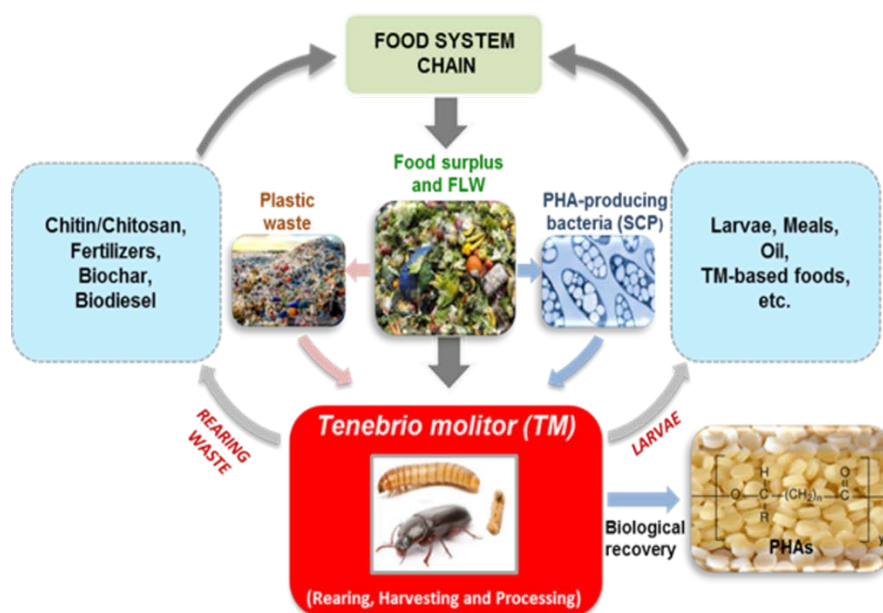 FOOD SYSTEM
CHAIN
Food surplus
and FLW
Plastic
waste
PHA-producing
bacteria (SCP)
Chitin/Chitosan,
Fertilizers,
Biochar,
Biodiesel
Larvae, Meals,
Oil,
TM-based foods,
etc.
REARING
WASTE
LARVAE
Tenebrio molitor (TM)
(Rearing, Harvesting and Processing)
Biological
recovery
H
O
O
C
(CH₂)n
C
R
PHAs